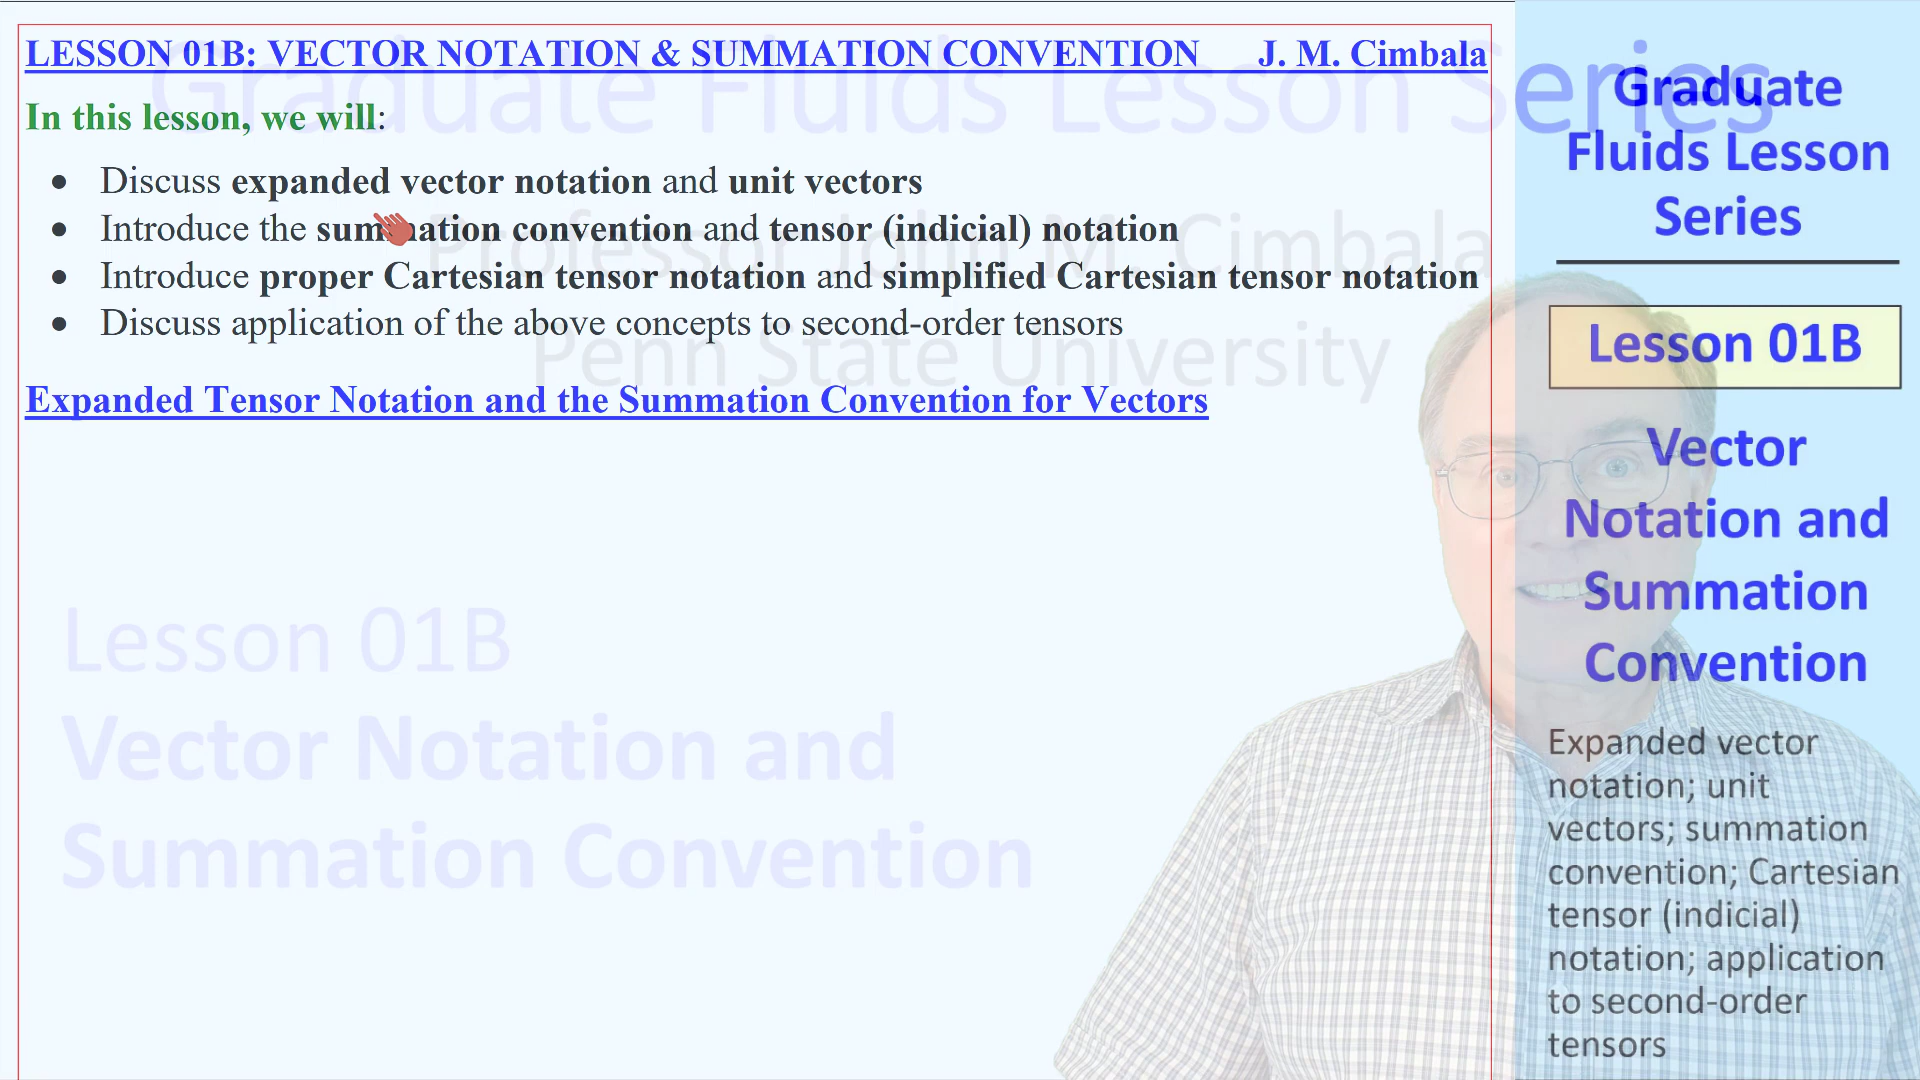 LESSON 01B: VECTOR NOTATION & SUMMATION CONVENTION J. M. Cimbala
In this lesson, we will:
• Discuss expanded vector notation and unit vectors
• Introduce the summation convention and tensor (indicial) notation
• Introduce proper Cartesian tensor notation and simplified Cartesian tensor notation
• Discuss application of the above concepts to second-order tensors
Expanded Tensor Notation and the Summation Convention for Vectors
Graduate Fluids Lesson Series
Professor John M. Cimbala
Penn State University
Lesson 01B
Vector Notation and
Summation Convention
Graduate
Fluids Lesson
Series
Lesson 01B
Vector
Notation and
Summation
Convention
Expanded vector
notation; unit
vectors; summation
convention; Cartesian
tensor (indicial)
notation; application
to second-order
tensors